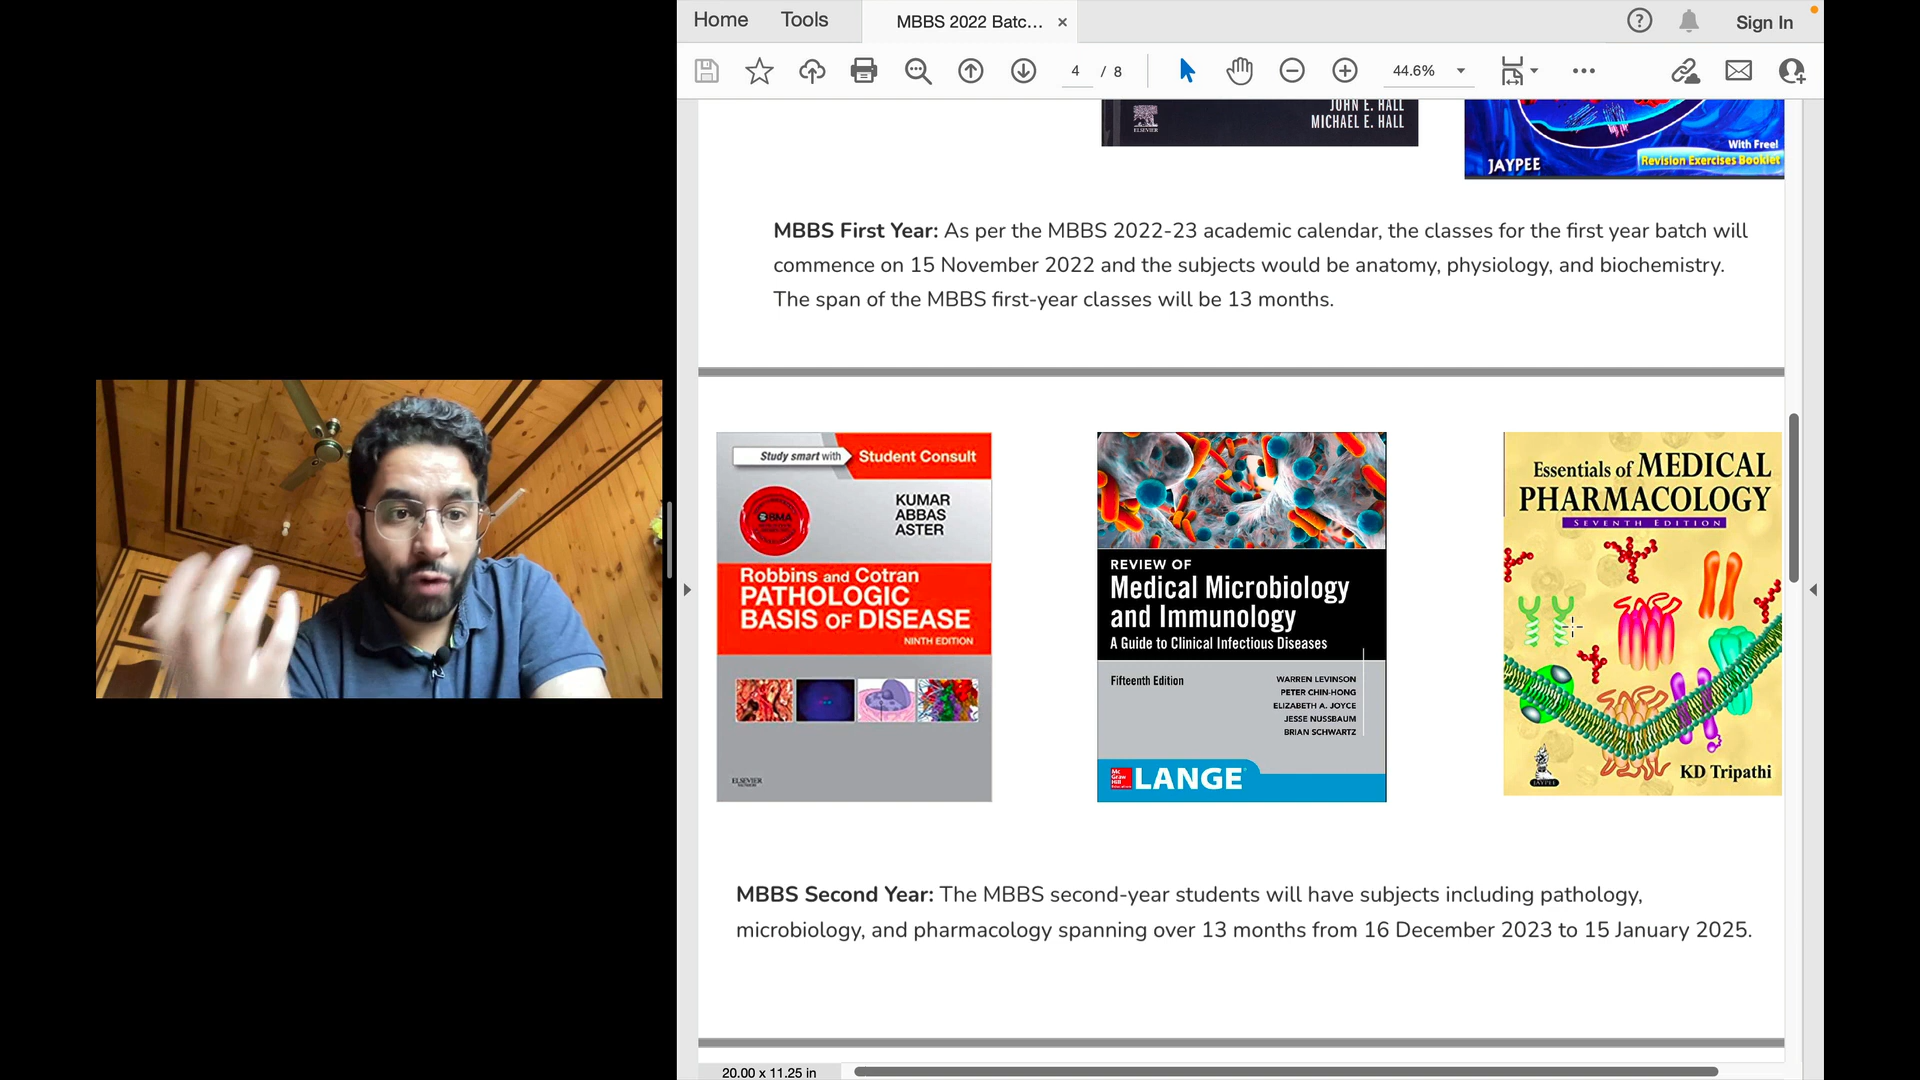 Home Tools MBBS 2022 Batc... × Sign In
4 / 8 44.6%
JOHN E. HALL
MICHAEL E. HALL
ELSEVIER
With Free!
Revision Exercises Booklet
JAYPEE
MBBS First Year: As per the MBBS 2022-23 academic calendar, the classes for the first year batch will
commence on 15 November 2022 and the subjects would be anatomy, physiology, and biochemistry.
The span of the MBBS first-year classes will be 13 months.
Study smart with Student Consult
BMA
KUMAR
ABBAS
ASTER
Robbins and Cotran
PATHOLOGIC
BASIS OF DISEASE
NINTH EDITION
ELSEVIER
REVIEW OF
Medical Microbiology
and Immunology
A Guide to Clinical Infectious Diseases
Fifteenth Edition
WARREN LEVINSON
PETER CHIN-HONG
ELIZABETH A. JOYCE
JESSE NUSSBAUM
BRIAN SCHWARTZ
Mc
Graw
Hill
Education
LANGE
Essentials of MEDICAL
PHARMACOLOGY
SEVENTH EDITION
JAYPEE
KD Tripathi
MBBS Second Year: The MBBS second-year students will have subjects including pathology,
microbiology, and pharmacology spanning over 13 months from 16 December 2023 to 15 January 2025.
20.00 x 11.25 in